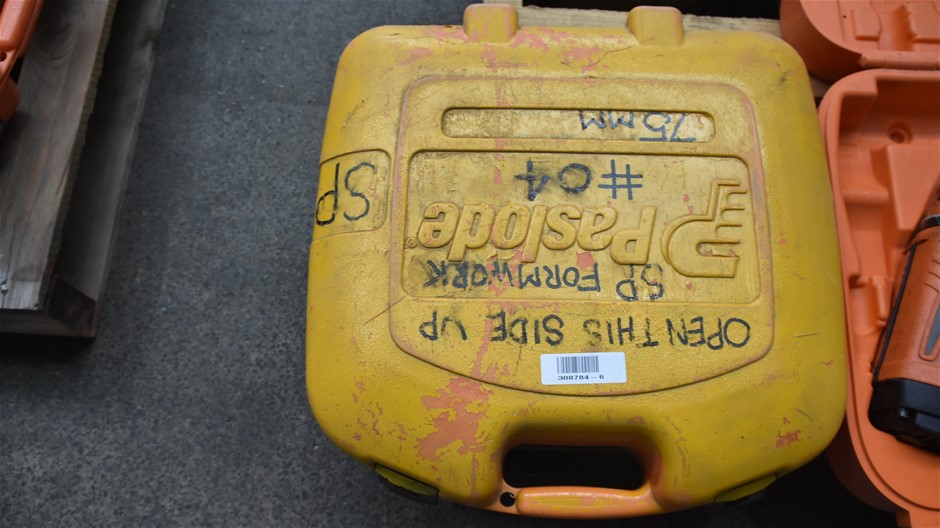 OPEN THIS SIDE UP
SP FORMWORK
Paslode®
#04
75MM
SP
308784-6